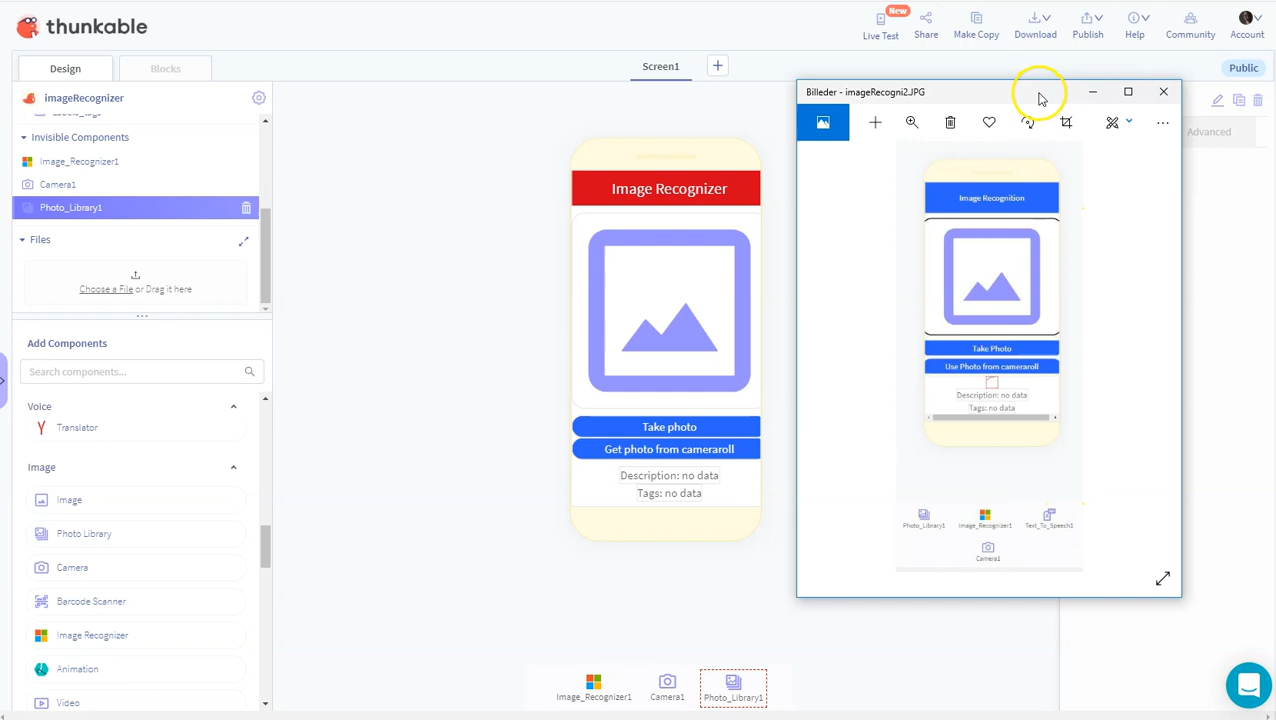 thunkable
New
Live Test
Share
Make Copy
Download
Publish
Help
Community
Account
Design
Blocks
Screen1
Public
imageRecognizer
Invisible Components
Image_Recognizer1
Camera1
Photo_Library1
Files
Choose a File or Drag it here
Add Components
Search components...
Voice
Translator
Image
Image
Photo Library
Camera
Barcode Scanner
Image Recognizer
Animation
Video
Image Recognizer
Take photo
Get photo from cameraroll
Description: no data
Tags: no data
Image_Recognizer1
Camera1
Photo_Library1
Billeder - imageRecogni2.JPG
Image Recognition
Take Photo
Use Photo from cameraroll
Description: no data
Tags: no data
Photo_Library1
Image_Recognizer1
Text_To_Speech1
Camera1
Advanced